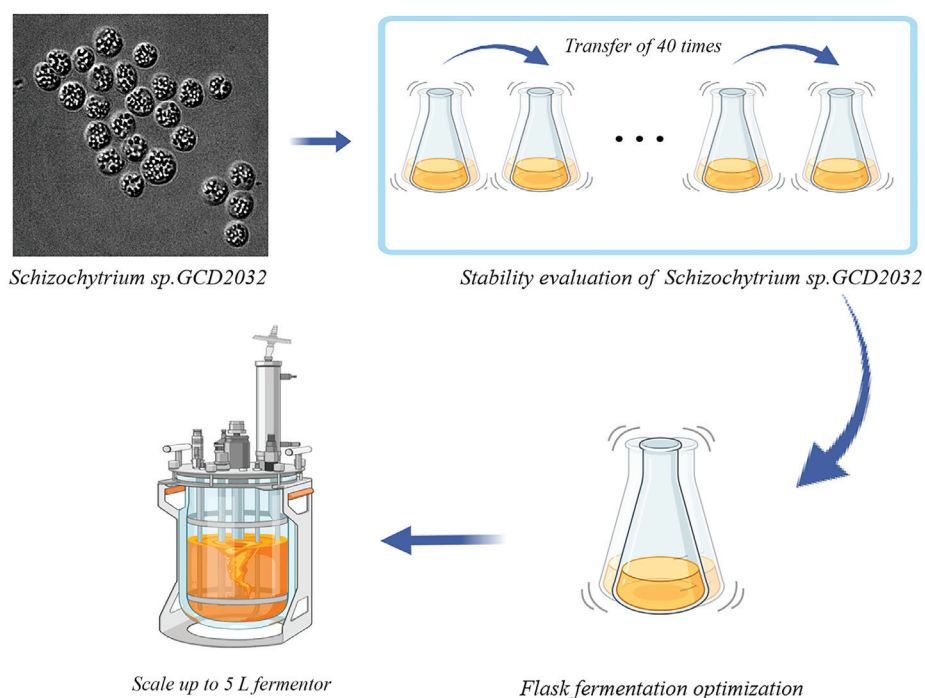 Transfer of 40 times
Schizochytrium sp.GCD2032
Stability evaluation of Schizochytrium sp.GCD2032
Scale up to 5 L fermentor
Flask fermentation optimization